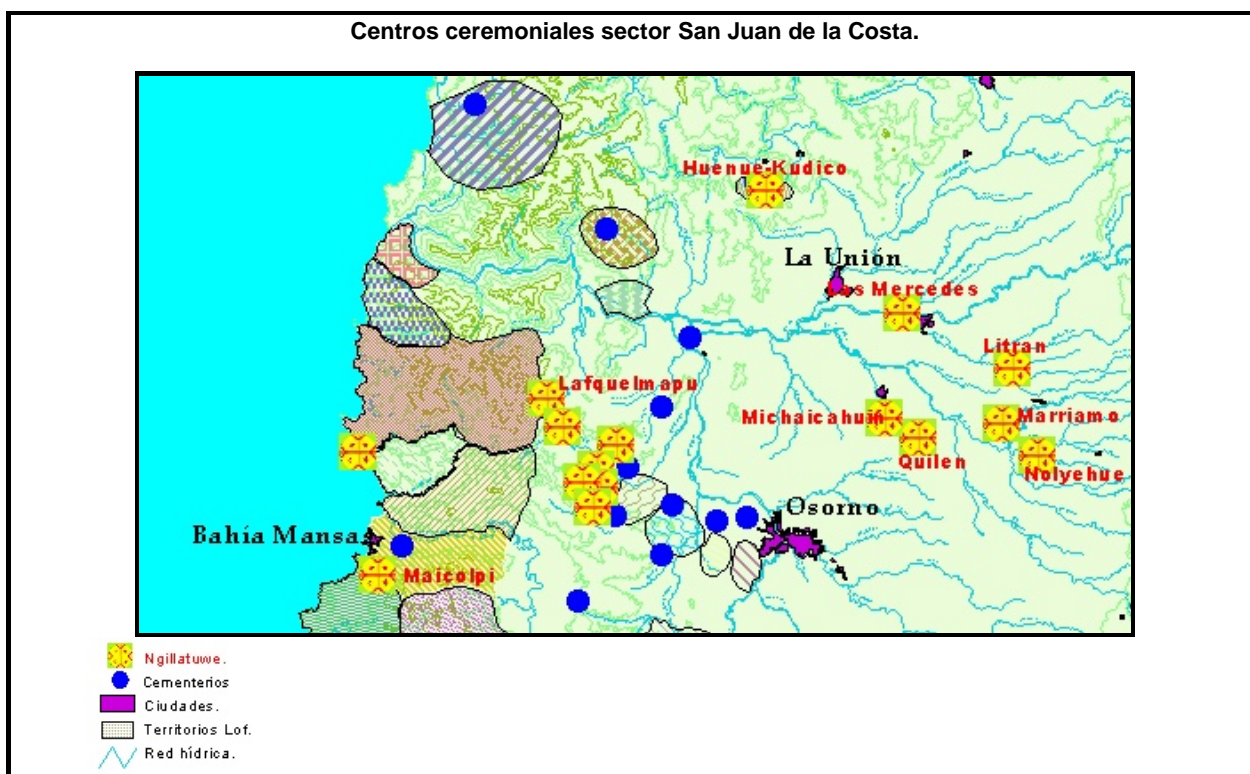 Centros ceremoniales sector San Juan de la Costa.
Huenue-Kudico
La Unión
Las Mercedes
Litran
Lafquelmapu
Michaicahuin
Marriamo
Quilen
Nolyehue
Osorno
Bahía Mansa
Maicolpi
Ngillatuwe.
Cementerios
Ciudades.
Territorios Lof.
Red hídrica.